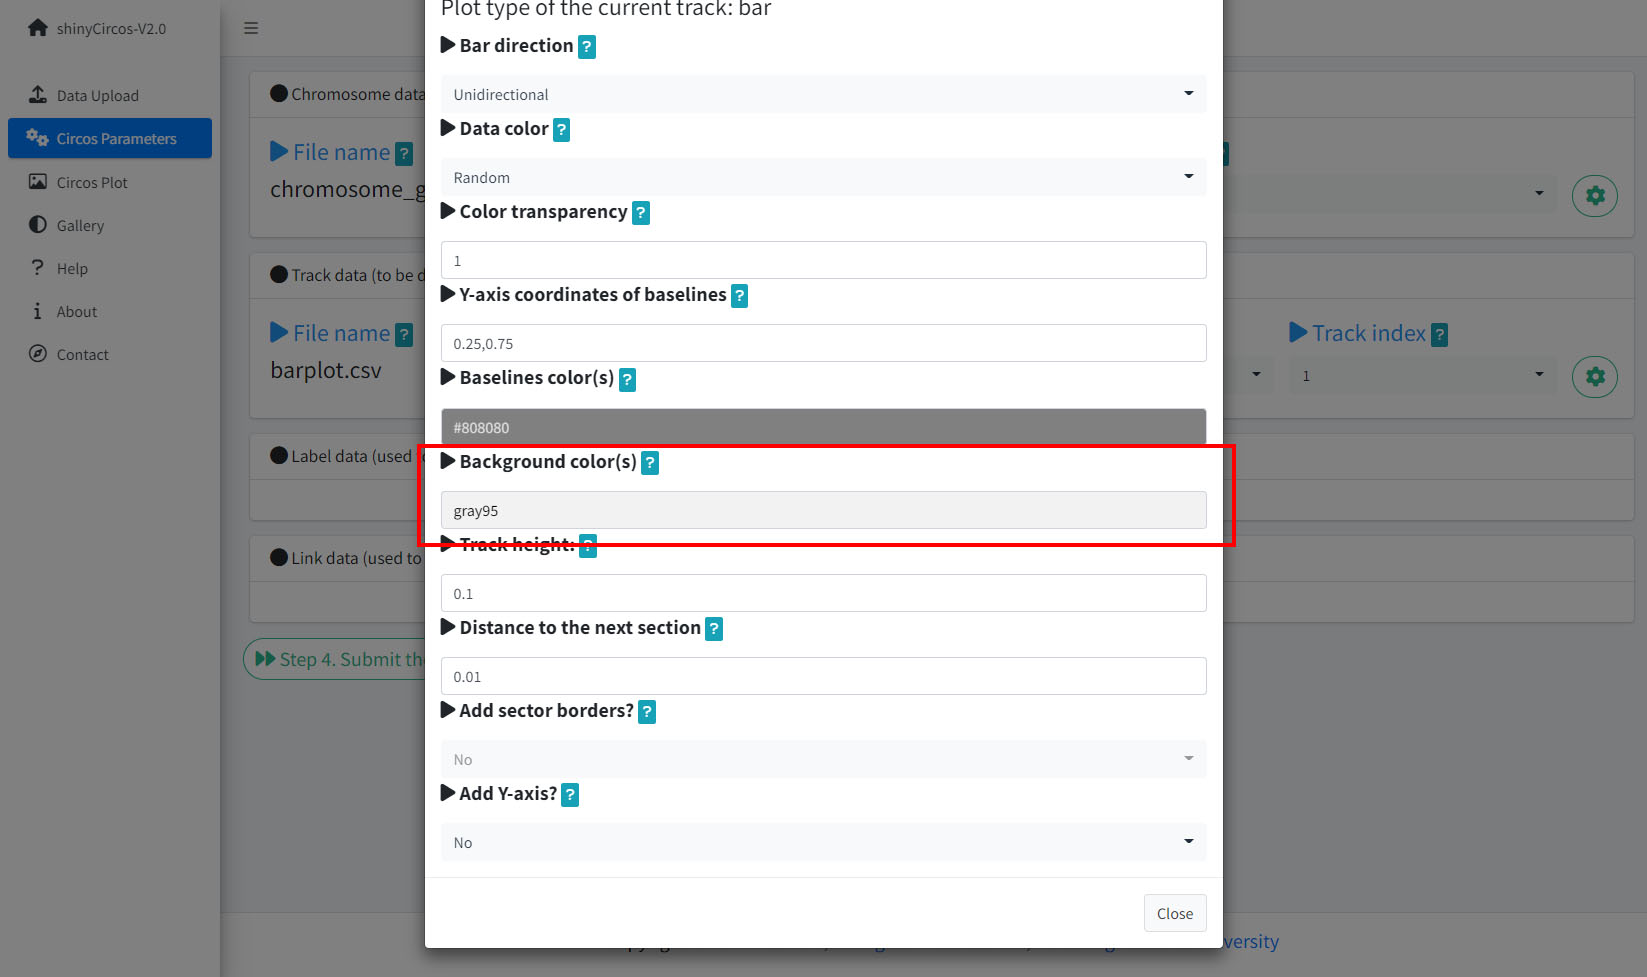 shinyCircos-V2.0
Data Upload
Circos Parameters
Circos Plot
Gallery
Help
About
Contact
Chromosome data
File name ?
chromosome_g
Track data (to be d
File name ?
barplot.csv
Track index ?
1
Label data (used
Link data (used to
Step 4. Submit the
Plot type of the current track: bar
Bar direction ?
Unidirectional
Data color ?
Random
Color transparency ?
1
Y-axis coordinates of baselines ?
0.25,0.75
Baselines color(s) ?
#808080
Background color(s) ?
gray95
Track height: ?
0.1
Distance to the next section ?
0.01
Add sector borders? ?
No
Add Y-axis? ?
No
Close
versity